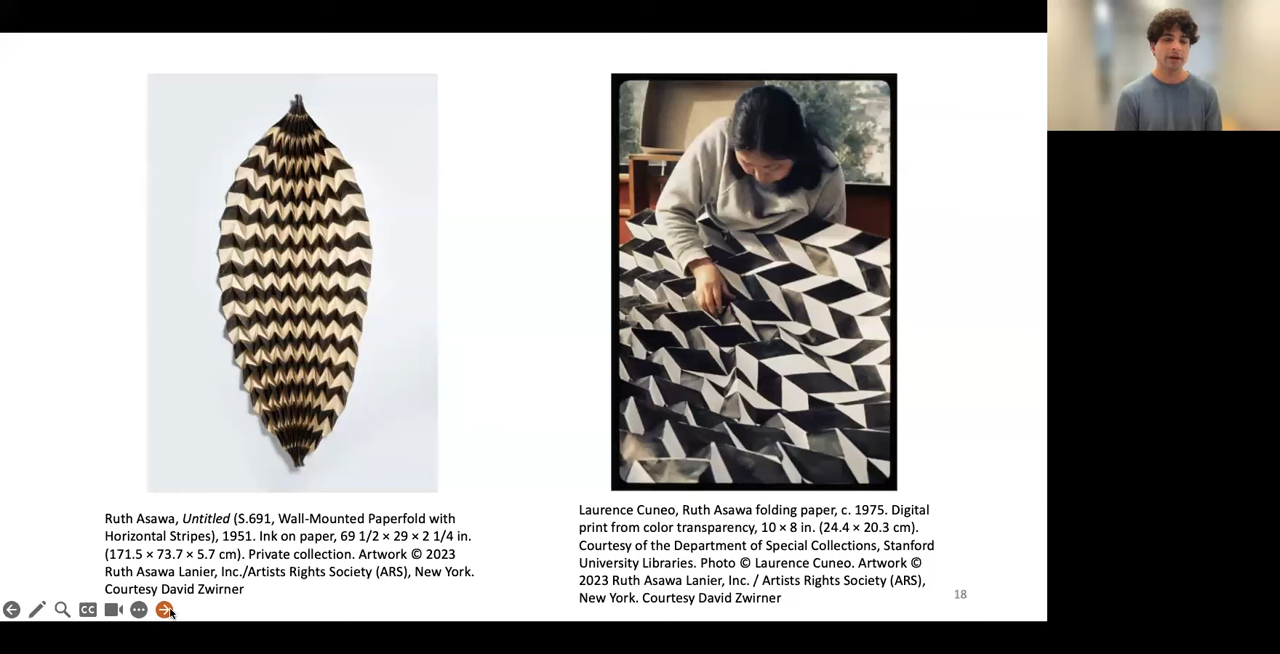 Ruth Asawa, Untitled (S.691, Wall-Mounted Paperfold with
Horizontal Stripes), 1951. Ink on paper, 69 1/2 × 29 × 2 1/4 in.
(171.5 × 73.7 × 5.7 cm). Private collection. Artwork © 2023
Ruth Asawa Lanier, Inc./Artists Rights Society (ARS), New York.
Courtesy David Zwirner
Laurence Cuneo, Ruth Asawa folding paper, c. 1975. Digital
print from color transparency, 10 × 8 in. (24.4 × 20.3 cm).
Courtesy of the Department of Special Collections, Stanford
University Libraries. Photo © Laurence Cuneo. Artwork ©
2023 Ruth Asawa Lanier, Inc. / Artists Rights Society (ARS),
New York. Courtesy David Zwirner
18
CC